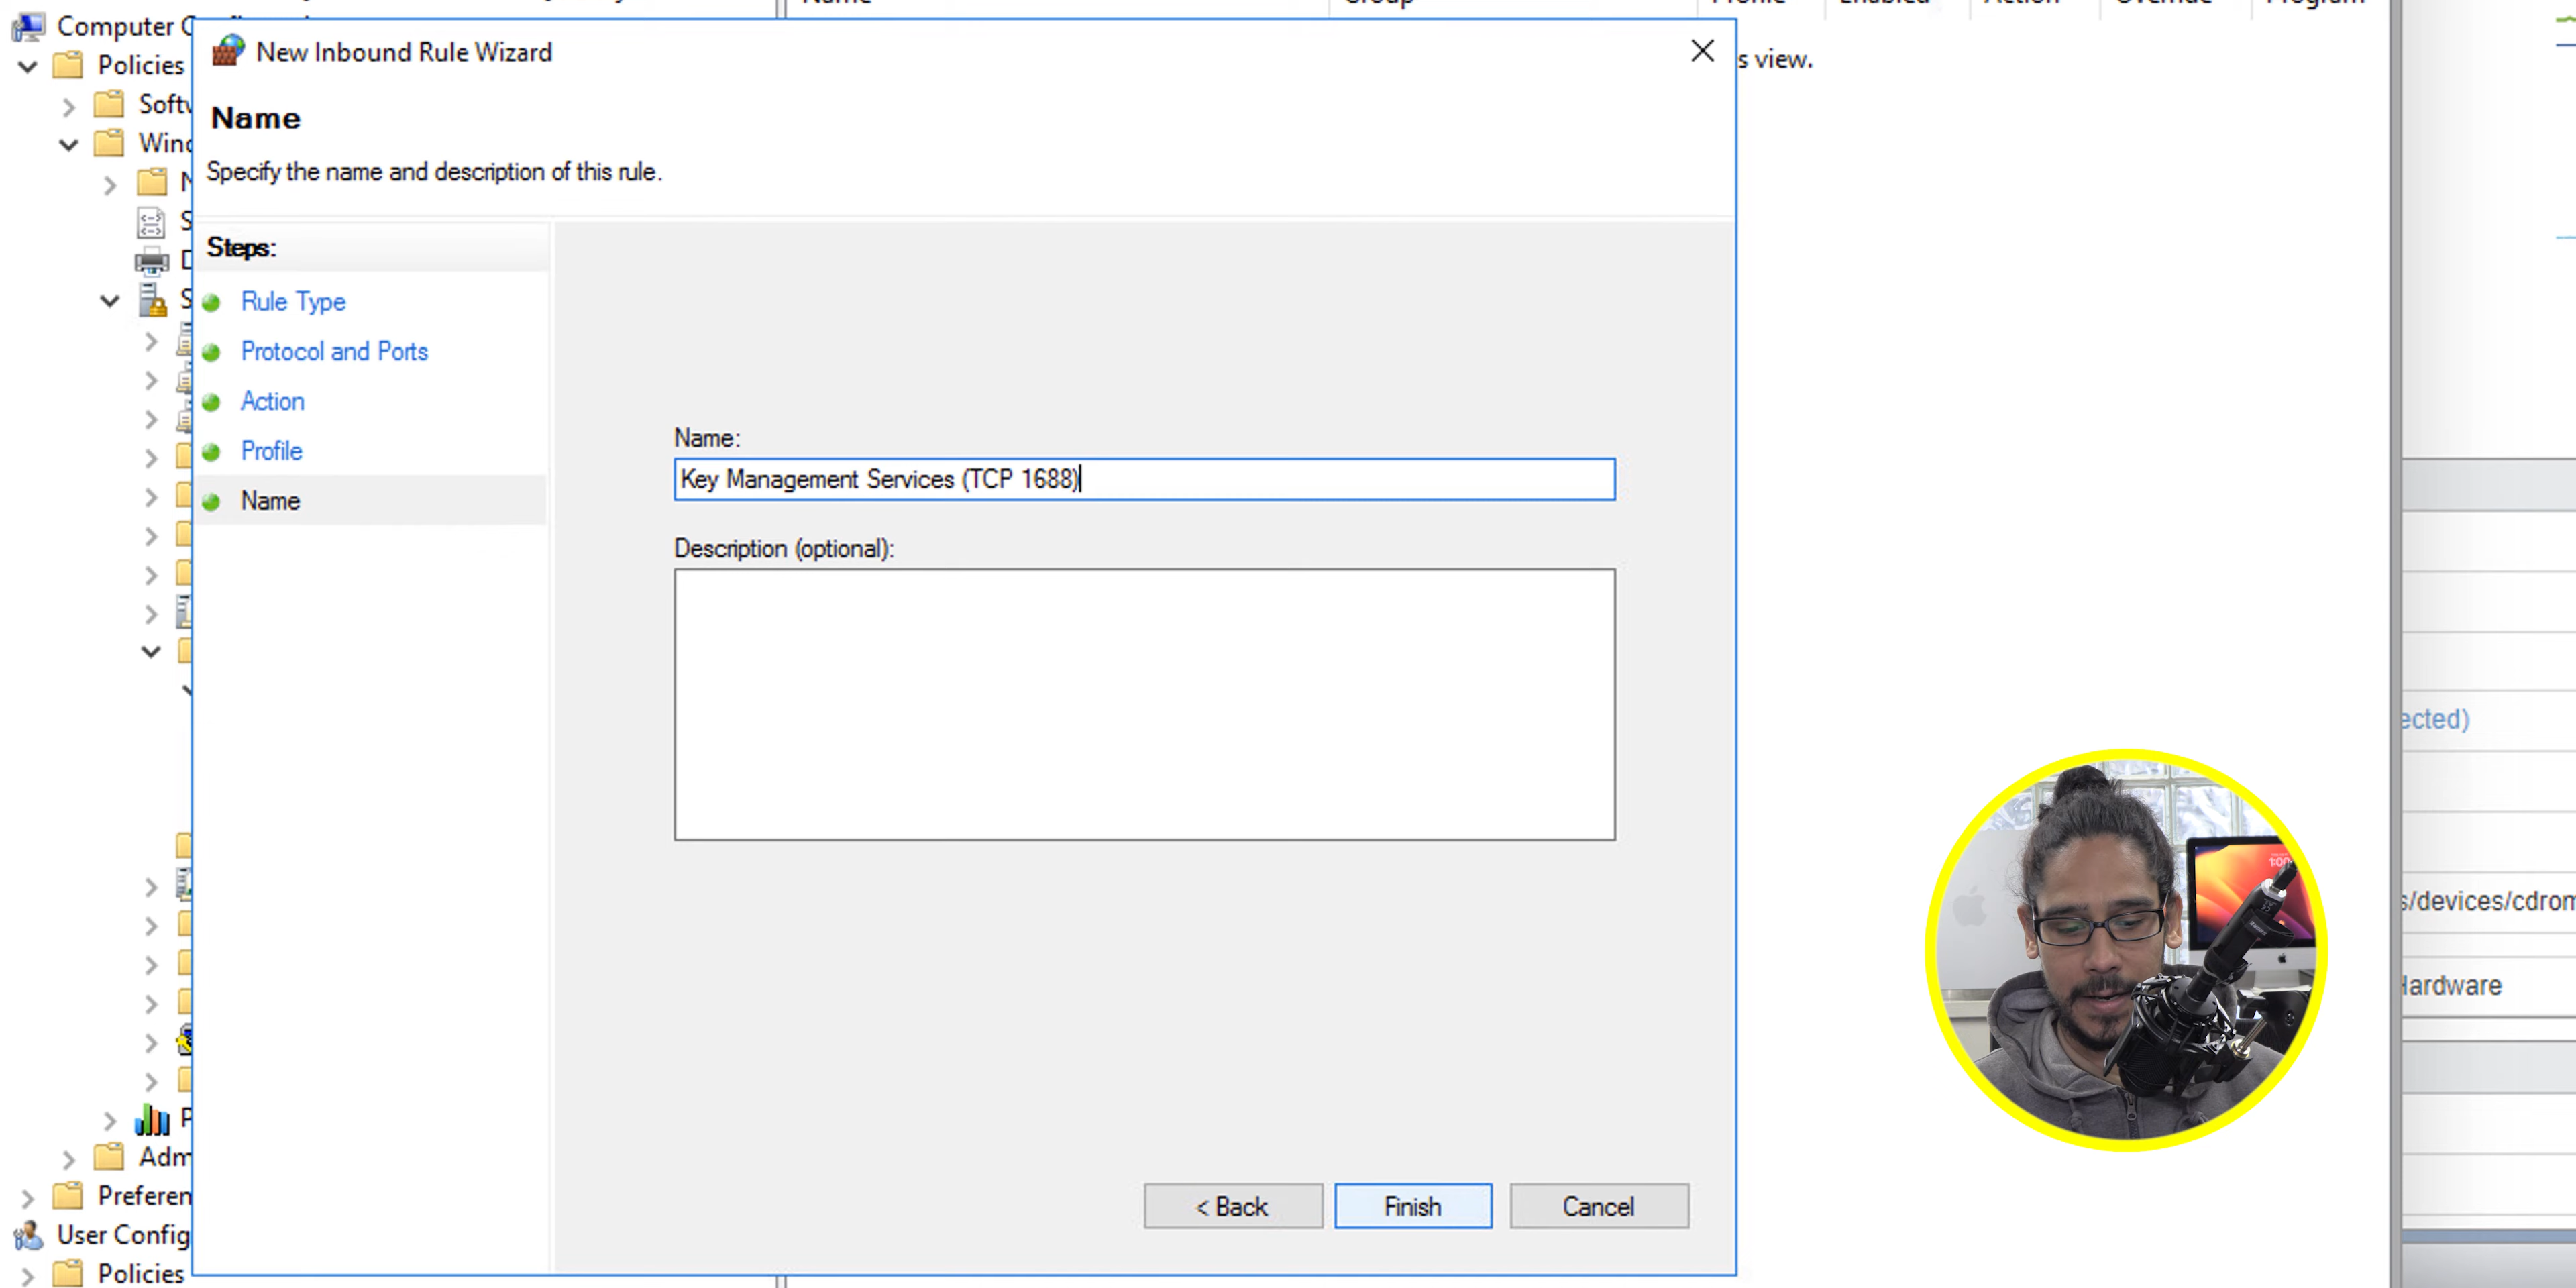 Computer
New Inbound Rule Wizard
s view.
Policies
Name
Specify the name and description of this rule.
Steps:
Rule Type
Protocol and Ports
Action
Profile
Name
Name:
Key Management Services (TCP 1688)
Description (optional):
ected)
s/devices/cdrom
Hardware
Adm
Preferen
User Config
Policies
< Back
Finish
Cancel